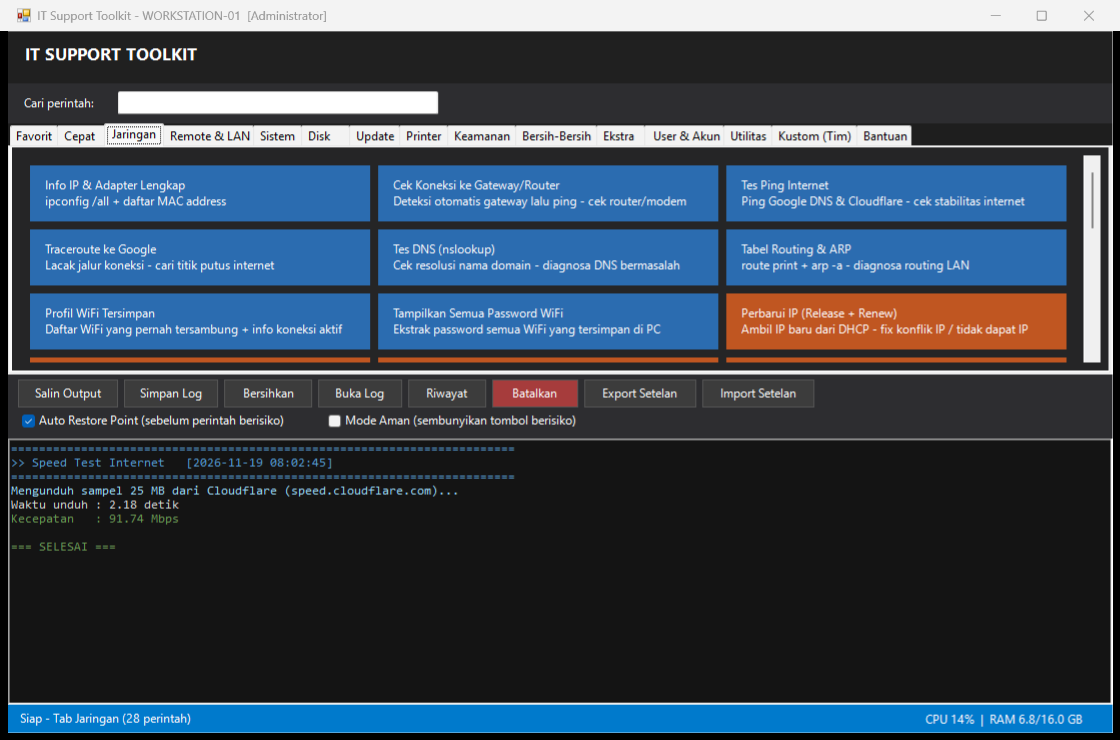 IT Support Toolkit - WORKSTATION-01 [Administrator]
IT SUPPORT TOOLKIT
Cari perintah:
Favorit Cepat Jaringan Remote & LAN Sistem Disk Update Printer Keamanan Bersih-Bersih Ekstra User & Akun Utilitas Kustom (Tim) Bantuan
Info IP & Adapter Lengkap
ipconfig /all + daftar MAC address
Cek Koneksi ke Gateway/Router
Deteksi otomatis gateway lalu ping - cek router/modem
Tes Ping Internet
Ping Google DNS & Cloudflare - cek stabilitas internet
Traceroute ke Google
Lacak jalur koneksi - cari titik putus internet
Tes DNS (nslookup)
Cek resolusi nama domain - diagnosa DNS bermasalah
Tabel Routing & ARP
route print + arp -a - diagnosa routing LAN
Profil WiFi Tersimpan
Daftar WiFi yang pernah tersambung + info koneksi aktif
Tampilkan Semua Password WiFi
Ekstrak password semua WiFi yang tersimpan di PC
Perbarui IP (Release + Renew)
Ambil IP baru dari DHCP - fix konflik IP / tidak dapat IP
Salin Output Simpan Log Bersihkan Buka Log Riwayat Batalkan Export Setelan Import Setelan
Auto Restore Point (sebelum perintah berisiko) Mode Aman (sembunyikan tombol berisiko)
========================================================================
>> Speed Test Internet [2026-11-19 08:02:45]
========================================================================
Mengunduh sampel 25 MB dari Cloudflare (speed.cloudflare.com)...
Waktu unduh : 2.18 detik
Kecepatan : 91.74 Mbps
=== SELESAI ===
Siap - Tab Jaringan (28 perintah) CPU 14% | RAM 6.8/16.0 GB